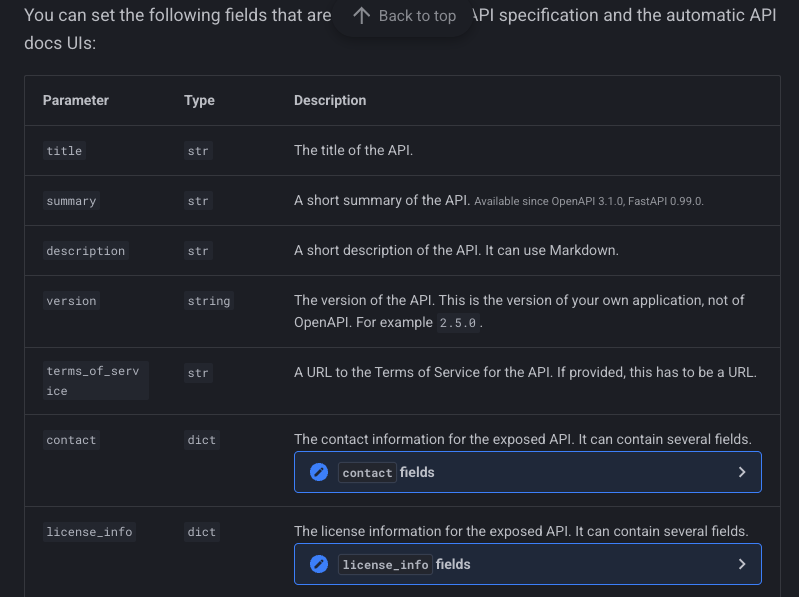 You can set the following fields that are
Back to top
API specification and the automatic API
docs UIs:
Parameter Type Description
title str The title of the API.
summary str A short summary of the API. Available since OpenAPI 3.1.0, FastAPI 0.99.0.
description str A short description of the API. It can use Markdown.
version string The version of the API. This is the version of your own application, not of
OpenAPI. For example 2.5.0.
terms_of_serv
ice
str A URL to the Terms of Service for the API. If provided, this has to be a URL.
contact dict The contact information for the exposed API. It can contain several fields.
contact fields
license_info dict The license information for the exposed API. It can contain several fields.
license_info fields